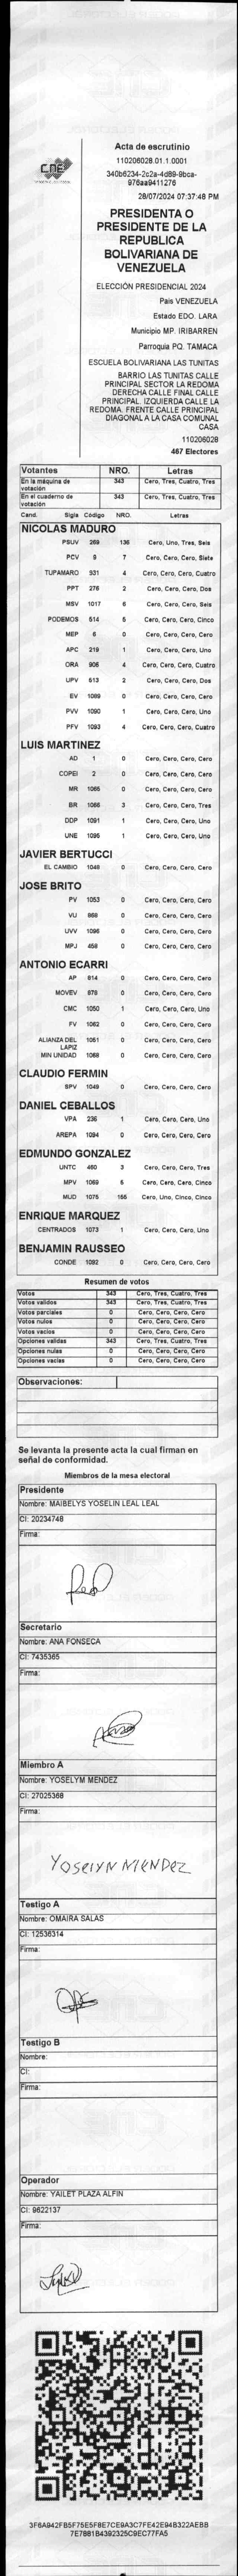 CNE
Acta de escrutinio
110206028.01.1.0001
340b6234-2c2a-4d89-9bca-
976aa9411276
28/07/2024 07:37:48 PM
PRESIDENTA O
PRESIDENTE DE LA
REPUBLICA
BOLIVARIANA DE
VENEZUELA
ELECCIÓN PRESIDENCIAL 2024
Pais VENEZUELA
Estado EDO. LARA
Municipio MP. IRIBARREN
Parroquia PQ. TAMACA
ESCUELA BOLIVARIANA LAS TUNITAS
BARRIO LAS TUNITAS CALLE
PRINCIPAL SECTOR LA REDOMA
DERECHA CALLE FINAL CALLE
PRINCIPAL. IZQUIERDA CALLE LA
REDOMA. FRENTE CALLE PRINCIPAL
DIAGONAL A LA CASA COMUNAL
CASA
110206028
467 Electores
Votantes NRO. Letras
En la máquina de votación 343 Cero, Tres, Cuatro, Tres
En el cuaderno de votación 343 Cero, Tres, Cuatro, Tres
Cand. Sigla Código NRO. Letras
NICOLAS MADURO
PSUV 269 136 Cero, Uno, Tres, Seis
PCV 9 7 Cero, Cero, Cero, Siete
TUPAMARO 931 4 Cero, Cero, Cero, Cuatro
PPT 276 2 Cero, Cero, Cero, Dos
MSV 1017 6 Cero, Cero, Cero, Seis
PODEMOS 514 5 Cero, Cero, Cero, Cinco
MEP 6 0 Cero, Cero, Cero, Cero
APC 219 1 Cero, Cero, Cero, Uno
ORA 906 4 Cero, Cero, Cero, Cuatro
UPV 613 2 Cero, Cero, Cero, Dos
EV 1089 0 Cero, Cero, Cero, Cero
PVV 1090 1 Cero, Cero, Cero, Uno
PFV 1093 4 Cero, Cero, Cero, Cuatro
LUIS MARTINEZ
AD 1 0 Cero, Cero, Cero, Cero
COPEI 2 0 Cero, Cero, Cero, Cero
MR 1065 0 Cero, Cero, Cero, Cero
BR 1066 3 Cero, Cero, Cero, Tres
DDP 1091 1 Cero, Cero, Cero, Uno
UNE 1095 1 Cero, Cero, Cero, Uno
JAVIER BERTUCCI
EL CAMBIO 1048 0 Cero, Cero, Cero, Cero
JOSE BRITO
PV 1053 0 Cero, Cero, Cero, Cero
VU 868 0 Cero, Cero, Cero, Cero
UVV 1096 0 Cero, Cero, Cero, Cero
MPJ 458 0 Cero, Cero, Cero, Cero
ANTONIO ECARRI
AP 814 0 Cero, Cero, Cero, Cero
MOVEV 879 0 Cero, Cero, Cero, Cero
CMC 1050 1 Cero, Cero, Cero, Uno
FV 1062 0 Cero, Cero, Cero, Cero
ALIANZA DEL LAPIZ 1051 0 Cero, Cero, Cero, Cero
MIN UNIDAD 1068 0 Cero, Cero, Cero, Cero
CLAUDIO FERMIN
SPV 1049 0 Cero, Cero, Cero, Cero
DANIEL CEBALLOS
VPA 236 1 Cero, Cero, Cero, Uno
AREPA 1094 0 Cero, Cero, Cero, Cero
EDMUNDO GONZALEZ
UNTC 460 3 Cero, Cero, Cero, Tres
MPV 1069 5 Cero, Cero, Cero, Cinco
MUD 1075 155 Cero, Uno, Cinco, Cinco
ENRIQUE MARQUEZ
CENTRADOS 1073 1 Cero, Cero, Cero, Uno
BENJAMIN RAUSSEO
CONDE 1092 0 Cero, Cero, Cero, Cero
Resumen de votos
Votos 343 Cero, Tres, Cuatro, Tres
Votos validos 343 Cero, Tres, Cuatro, Tres
Votos parciales 0 Cero, Cero, Cero, Cero
Votos nulos 0 Cero, Cero, Cero, Cero
Votos vacios 0 Cero, Cero, Cero, Cero
Opciones validas 343 Cero, Tres, Cuatro, Tres
Opciones nulas 0 Cero, Cero, Cero, Cero
Opciones vacias 0 Cero, Cero, Cero, Cero
Observaciones:
Se levanta la presente acta la cual firman en
señal de conformidad.
Miembros de la mesa electoral
Presidente
Nombre: MAIBELYS YOSELIN LEAL LEAL
CI: 20234748
Firma:
Secretario
Nombre: ANA FONSECA
CI: 7435365
Firma:
Miembro A
Nombre: YOSELYM MENDEZ
CI: 27025368
Firma:
Yoselyn MENDEZ
Testigo A
Nombre: OMAIRA SALAS
CI: 12536314
Firma:
Testigo B
Nombre:
CI:
Firma:
Operador
Nombre: YAILET PLAZA ALFIN
CI: 9622137
Firma:
3F6A942FB5F75E5F8E7CE9A3C7FE42E94B322AEBB
7E7881B4392325C9EC77FA5